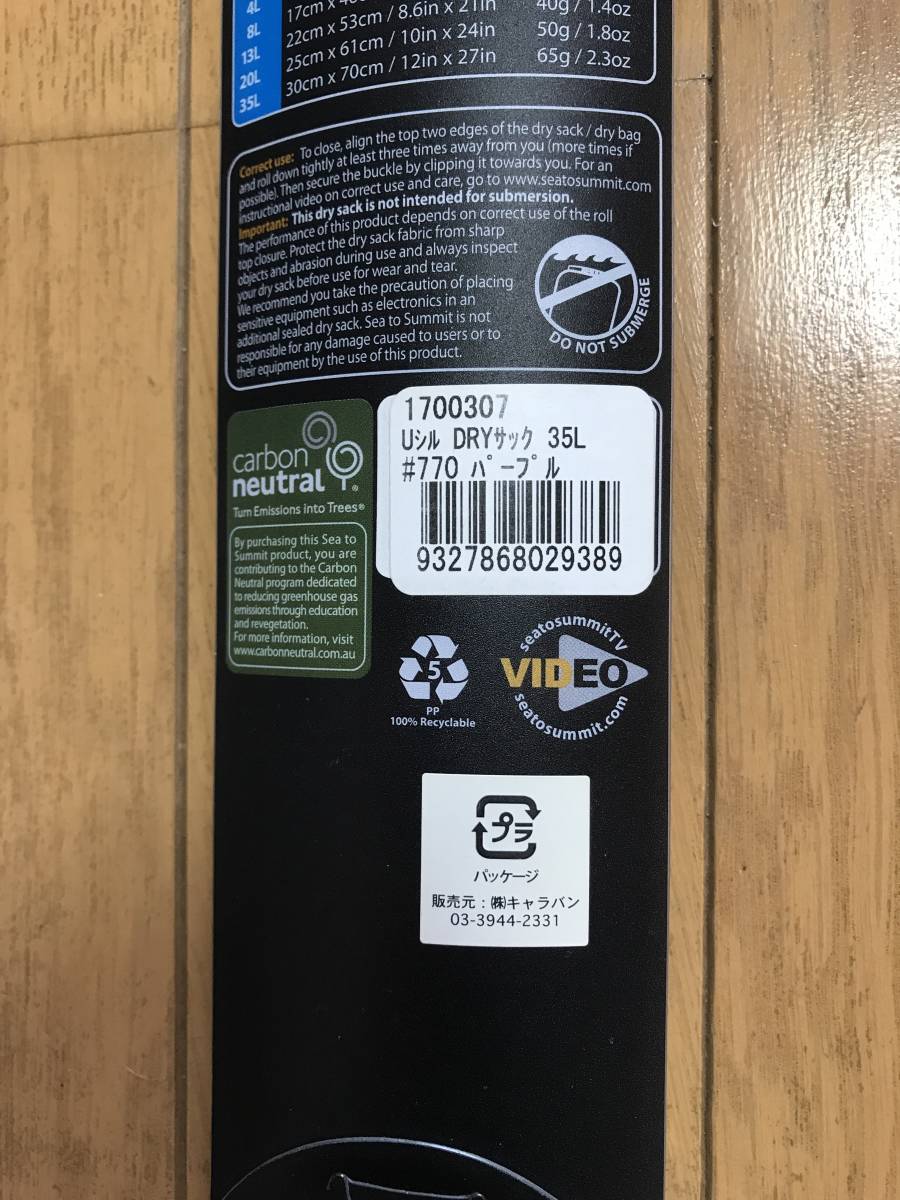 4L
8L
13L
20L
35L
17cm x
22cm x 53cm / 8.6in x 21in
25cm x 61cm / 10in x 24in
30cm x 70cm / 12in x 27in
40g / 1.4oz
50g / 1.8oz
65g / 2.3oz
Correct use: To close, align the top two edges of the dry sack / dry bag
and roll down tightly at least three times away from you (more times if
possible). Then secure the buckle by clipping it towards you. For an
instructional video on correct use and care, go to www.seatosummit.com
Important: This dry sack is not intended for submersion.
The performance of this product depends on correct use of the roll
top closure. Protect the dry sack fabric from sharp
objects and abrasion during use and always inspect
your dry sack before use for wear and tear.
We recommend you take the precaution of placing
sensitive equipment such as electronics in an
additional sealed dry sack. Sea to Summit is not
responsible for any damage caused to users or to
their equipment by the use of this product.
DO NOT SUBMERGE
carbon
neutral®
Turn Emissions into Trees®
By purchasing this Sea to
Summit product, you are
contributing to the Carbon
Neutral program dedicated
to reducing greenhouse gas
emissions through education
and revegetation.
For more information, visit
www.carbonneutral.com.au
1700307
Uシル DRYサック 35L
#770 パープル
9327868029389
5
PP
100% Recyclable
seatosummitTV
VIDEO
seatosummit.com
プラ
パッケージ
販売元:㈱キャラバン
03-3944-2331